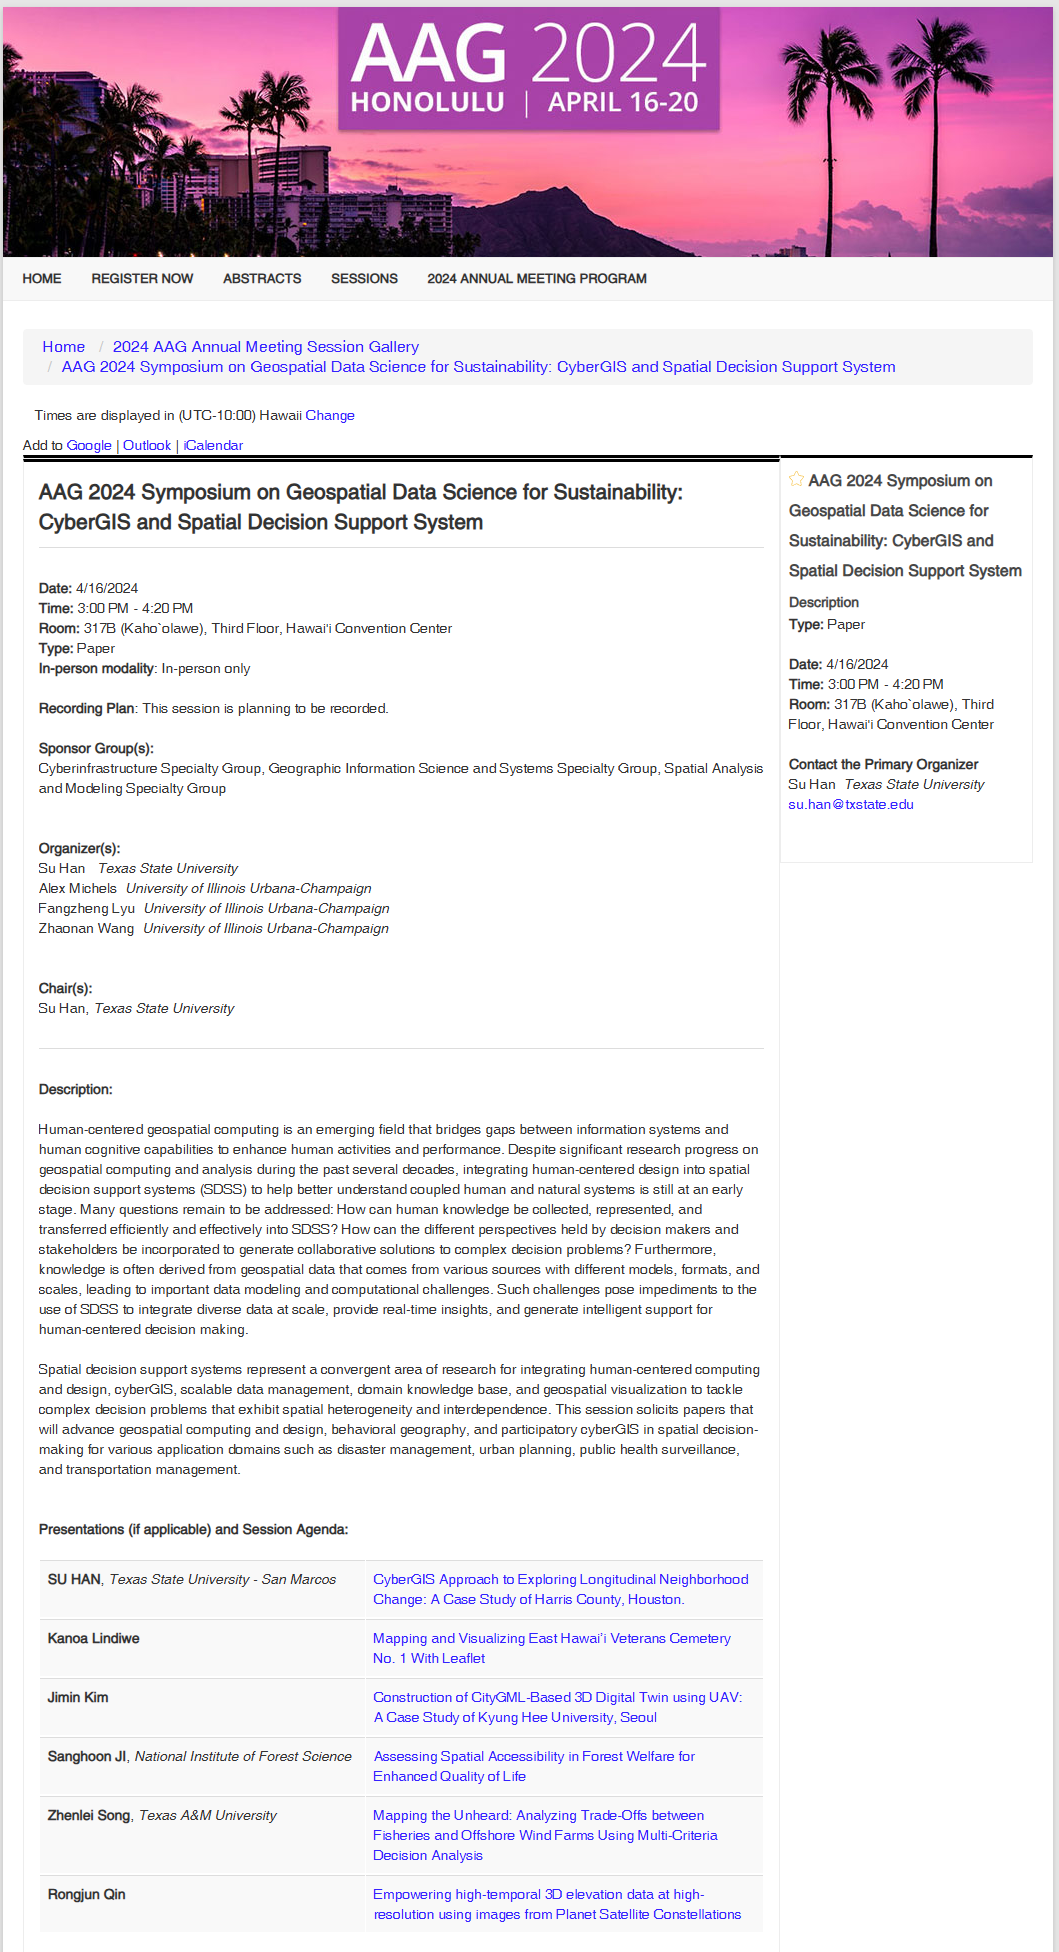 AAG 2024
HONOLULU | APRIL 16-20
HOME REGISTER NOW ABSTRACTS SESSIONS 2024 ANNUAL MEETING PROGRAM
Home / 2024 AAG Annual Meeting Session Gallery
/ AAG 2024 Symposium on Geospatial Data Science for Sustainability: CyberGIS and Spatial Decision Support System
Times are displayed in (UTC-10:00) Hawaii Change
Add to Google | Outlook | iCalendar
AAG 2024 Symposium on Geospatial Data Science for Sustainability:
CyberGIS and Spatial Decision Support System
Date: 4/16/2024
Time: 3:00 PM - 4:20 PM
Room: 317B (Kaho`olawe), Third Floor, Hawai'i Convention Center
Type: Paper
In-person modality: In-person only
Recording Plan: This session is planning to be recorded.
Sponsor Group(s):
Cyberinfrastructure Specialty Group, Geographic Information Science and Systems Specialty Group, Spatial Analysis
and Modeling Specialty Group
Organizer(s):
Su Han Texas State University
Alex Michels University of Illinois Urbana-Champaign
Fangzheng Lyu University of Illinois Urbana-Champaign
Zhaonan Wang University of Illinois Urbana-Champaign
Chair(s):
Su Han, Texas State University
Description:
Human-centered geospatial computing is an emerging field that bridges gaps between information systems and
human cognitive capabilities to enhance human activities and performance. Despite significant research progress on
geospatial computing and analysis during the past several decades, integrating human-centered design into spatial
decision support systems (SDSS) to help better understand coupled human and natural systems is still at an early
stage. Many questions remain to be addressed: How can human knowledge be collected, represented, and
transferred efficiently and effectively into SDSS? How can the different perspectives held by decision makers and
stakeholders be incorporated to generate collaborative solutions to complex decision problems? Furthermore,
knowledge is often derived from geospatial data that comes from various sources with different models, formats, and
scales, leading to important data modeling and computational challenges. Such challenges pose impediments to the
use of SDSS to integrate diverse data at scale, provide real-time insights, and generate intelligent support for
human-centered decision making.
Spatial decision support systems represent a convergent area of research for integrating human-centered computing
and design, cyberGIS, scalable data management, domain knowledge base, and geospatial visualization to tackle
complex decision problems that exhibit spatial heterogeneity and interdependence. This session solicits papers that
will advance geospatial computing and design, behavioral geography, and participatory cyberGIS in spatial decision-
making for various application domains such as disaster management, urban planning, public health surveillance,
and transportation management.
Presentations (if applicable) and Session Agenda:
SU HAN, Texas State University - San Marcos
CyberGIS Approach to Exploring Longitudinal Neighborhood
Change: A Case Study of Harris County, Houston.
Kanoa Lindiwe
Mapping and Visualizing East Hawai'i Veterans Cemetery
No. 1 With Leaflet
Jimin Kim
Construction of CityGML-Based 3D Digital Twin using UAV:
A Case Study of Kyung Hee University, Seoul
Sanghoon JI, National Institute of Forest Science
Assessing Spatial Accessibility in Forest Welfare for
Enhanced Quality of Life
Zhenlei Song, Texas A&M University
Mapping the Unheard: Analyzing Trade-Offs between
Fisheries and Offshore Wind Farms Using Multi-Criteria
Decision Analysis
Rongjun Qin
Empowering high-temporal 3D elevation data at high-
resolution using images from Planet Satellite Constellations
AAG 2024 Symposium on
Geospatial Data Science for
Sustainability: CyberGIS and
Spatial Decision Support System
Description
Type: Paper
Date: 4/16/2024
Time: 3:00 PM - 4:20 PM
Room: 317B (Kaho`olawe), Third
Floor, Hawai'i Convention Center
Contact the Primary Organizer
Su Han Texas State University
su.han@txstate.edu